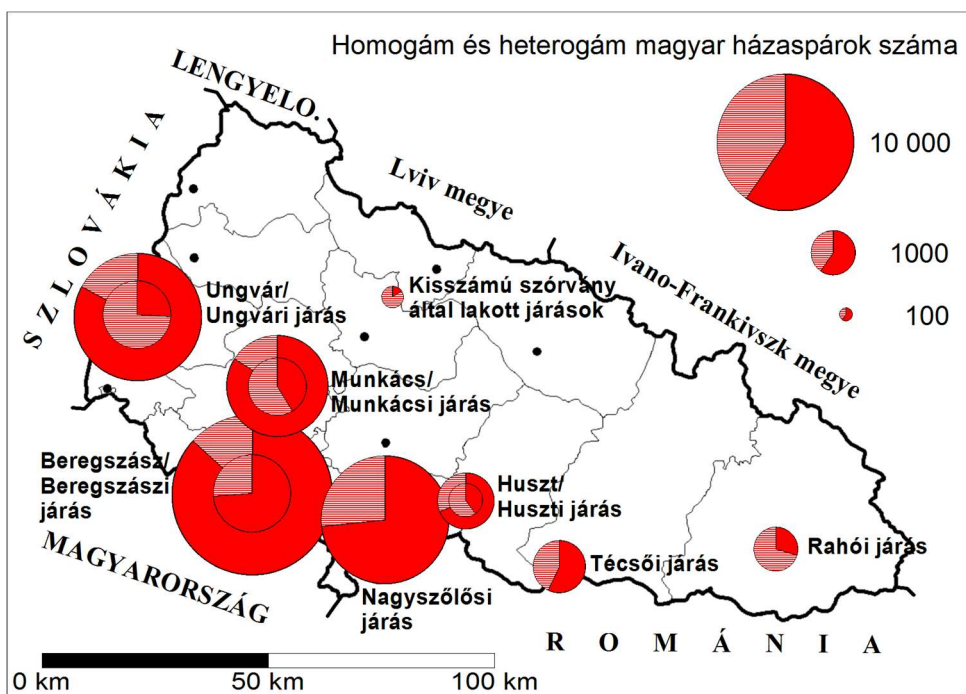 Homogám és heterogám magyar házaspárok száma
LENGYELO.
SZLOVÁKIA
10 000
Lviv megye
1000
Ivano-Frankivszk megye
100
Kisszámú szórvány
által lakott járások
Ungvár/
Ungvári járás
Munkács/
Munkácsi járás
Beregszász/
Beregszászi
járás
Huszt/
Huszti járás
Técsői járás
Rahói járás
Nagyszőlősi
járás
MAGYARORSZÁG
ROMÁNIA
0 km 50 km 100 km